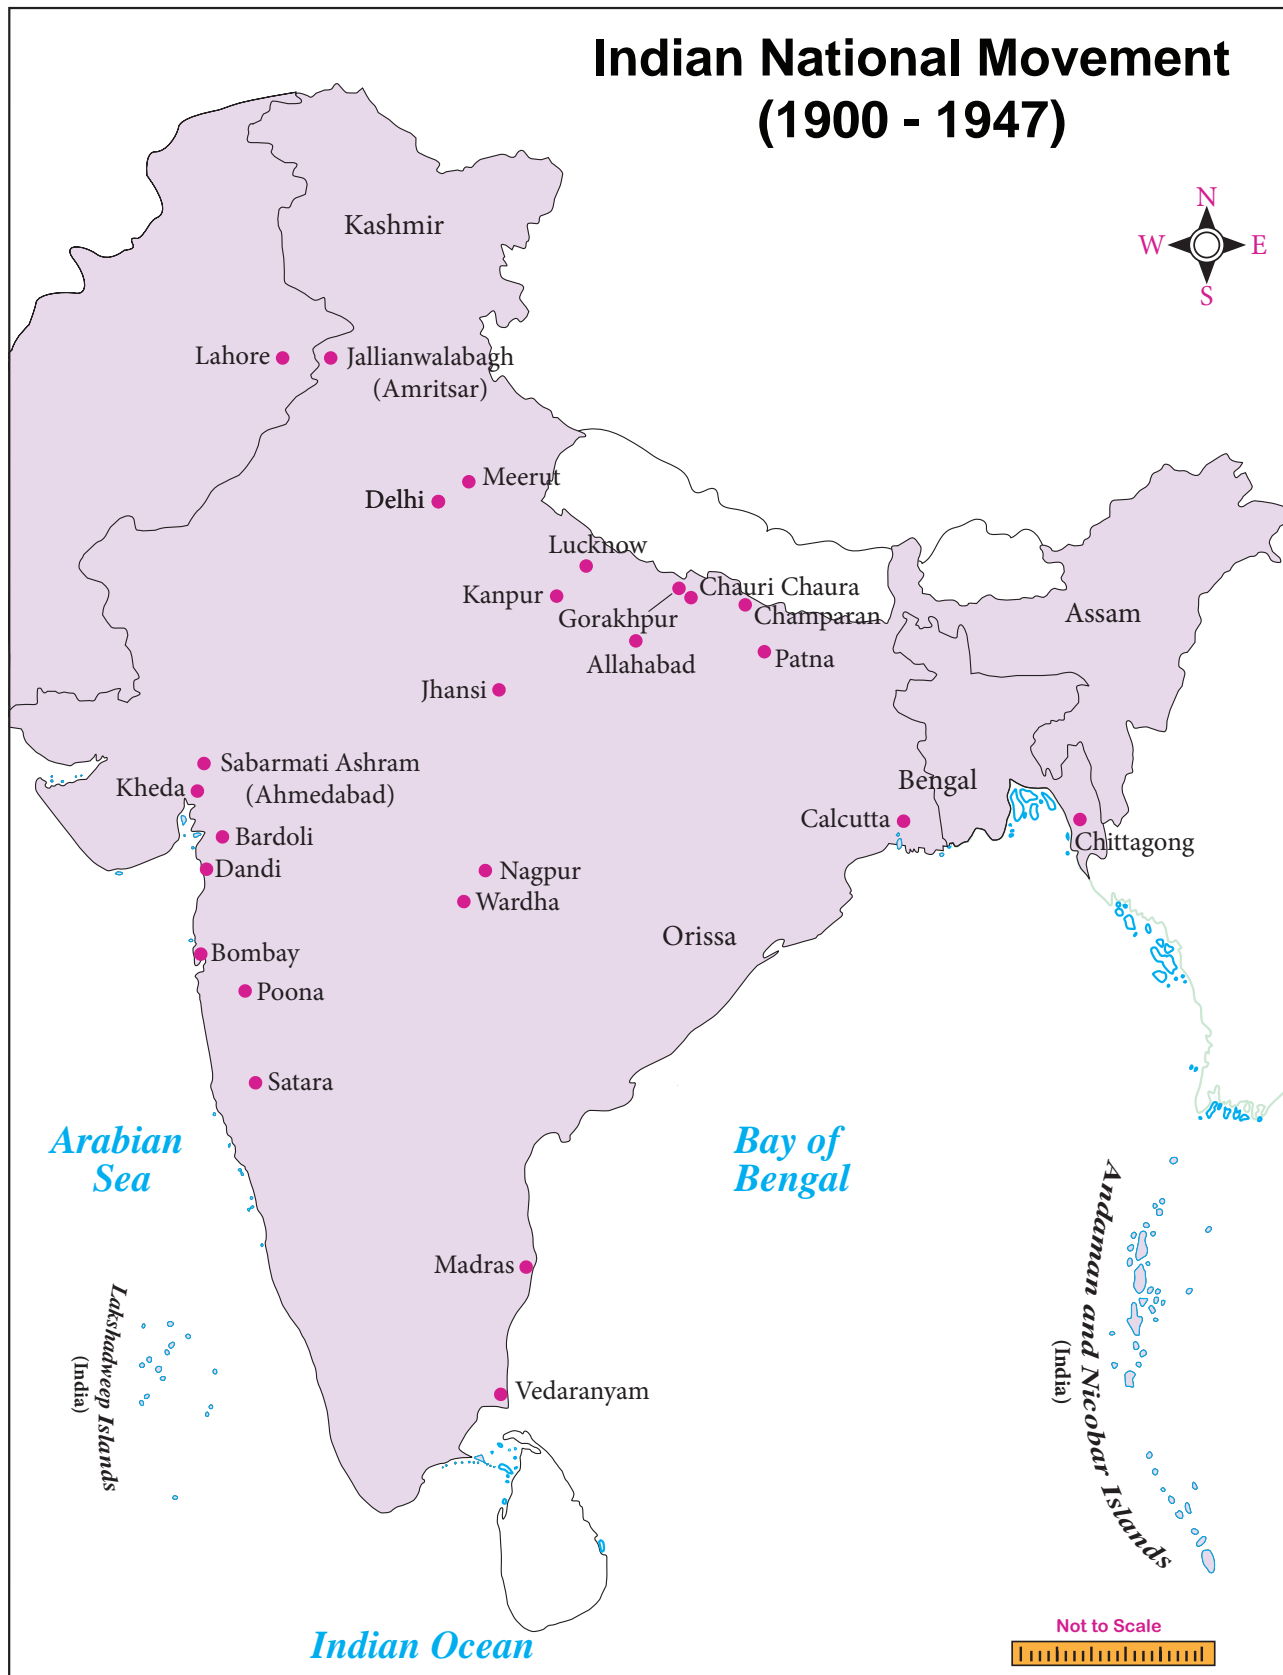 Indian National Movement
(1900 - 1947)
N
W E
S
Kashmir
Lahore
Jallianwalabagh
(Amritsar)
Meerut
Delhi
Lucknow
Kanpur
Chauri Chaura
Gorakhpur
Champaran
Assam
Allahabad
Patna
Jhansi
Sabarmati Ashram
(Ahmedabad)
Kheda
Bengal
Calcutta
Bardoli
Chittagong
Dandi
Nagpur
Wardha
Orissa
Bombay
Poona
Satara
Arabian
Sea
Bay of
Bengal
Andaman and Nicobar Islands
(India)
Madras
Lakshadweep Islands
(India)
Vedaranyam
Indian Ocean
Not to Scale